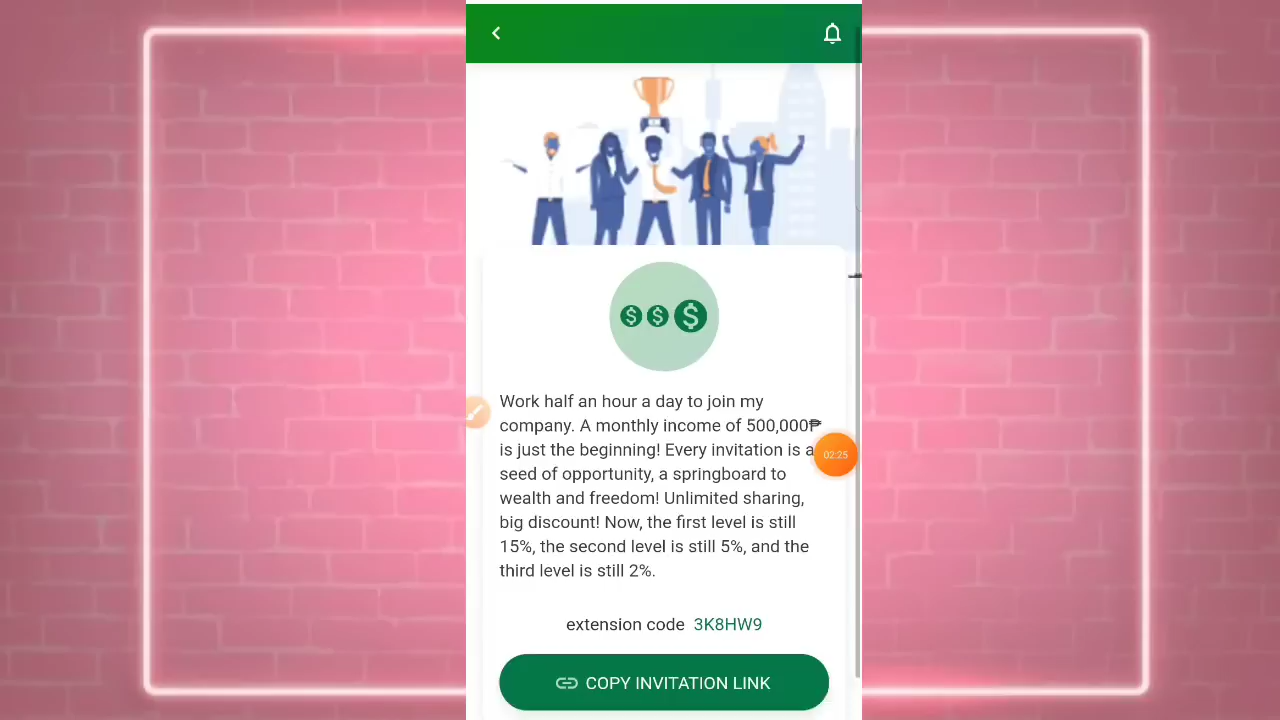 Work half an hour a day to join my
company. A monthly income of 500,000₱
is just the beginning! Every invitation is a
seed of opportunity, a springboard to
wealth and freedom! Unlimited sharing,
big discount! Now, the first level is still
15%, the second level is still 5%, and the
third level is still 2%.
02:25
extension code 3K8HW9
COPY INVITATION LINK